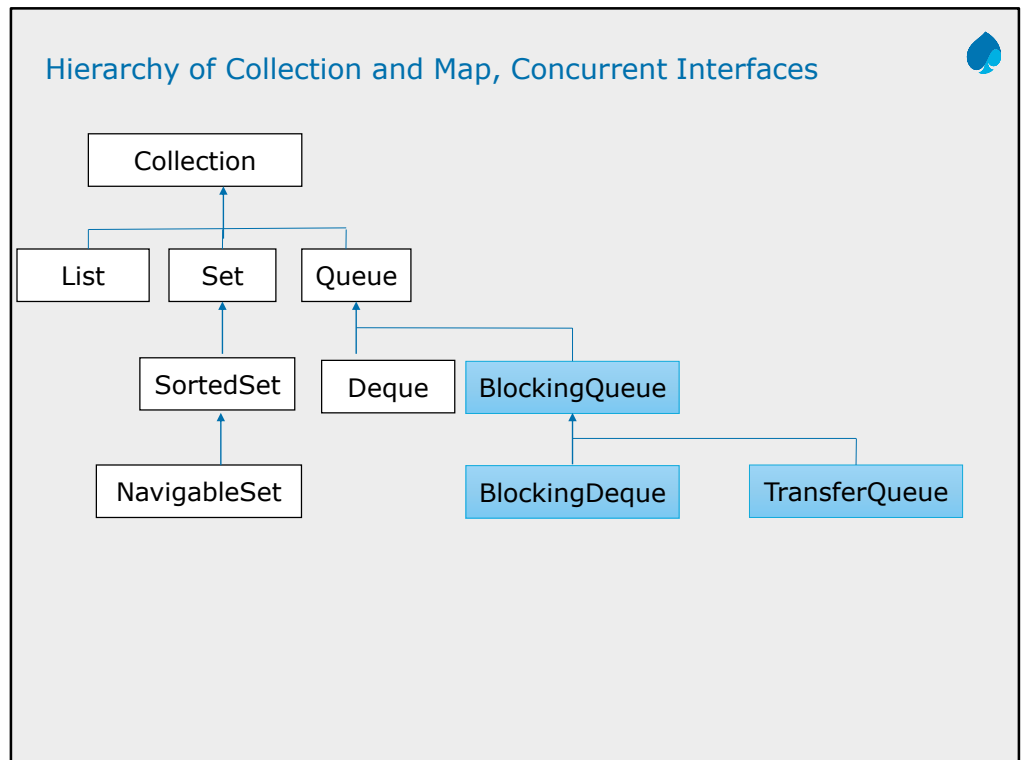 Hierarchy of Collection and Map, Concurrent Interfaces
Collection
List
Set
Queue
SortedSet
Deque
BlockingQueue
NavigableSet
BlockingDeque
TransferQueue